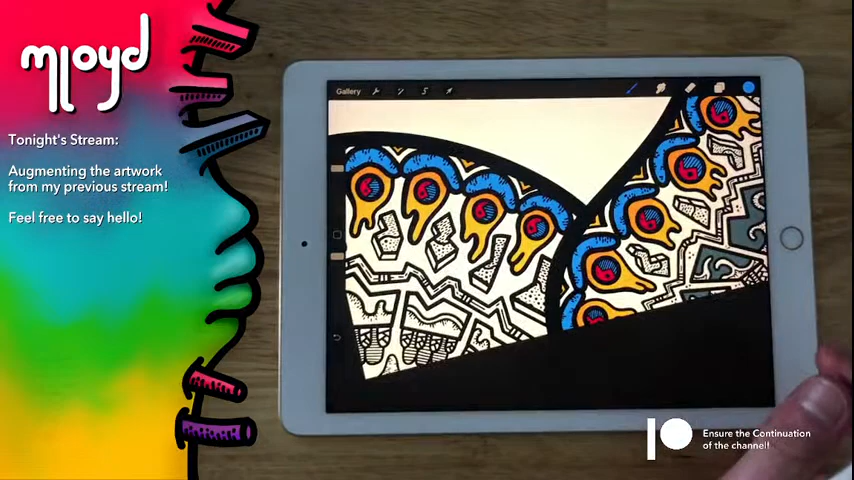 mloyd
Tonight's Stream:
Augmenting the artwork
from my previous stream!
Feel free to say hello!
Gallery
Ensure the Continuation
of the channel!